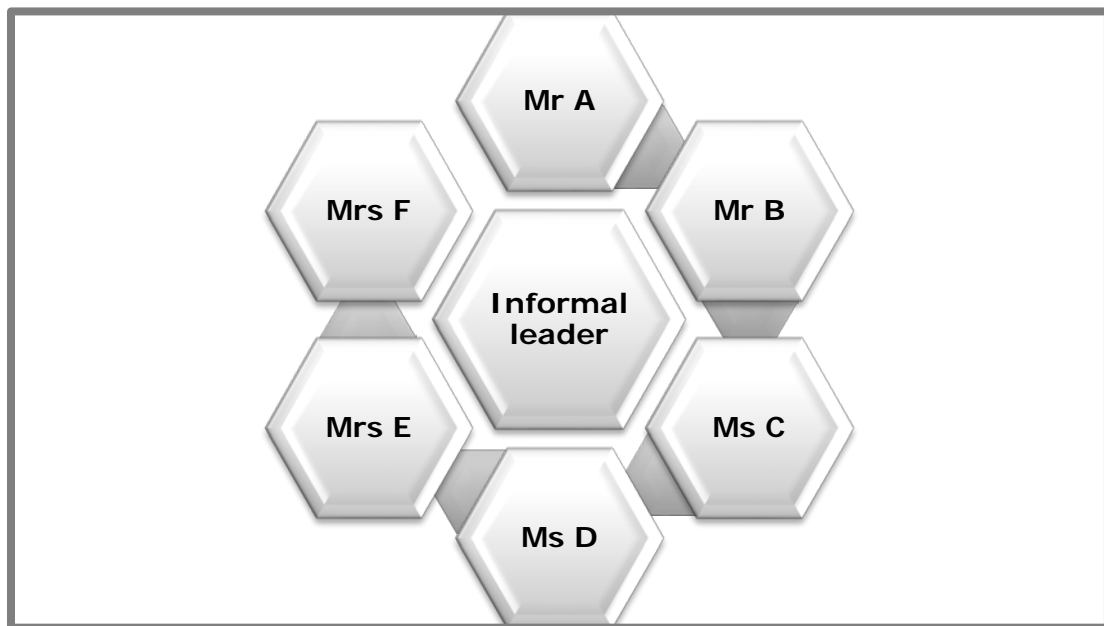 Mr A
Mrs F
Mr B
Informal
leader
Mrs E
Ms C
Ms D